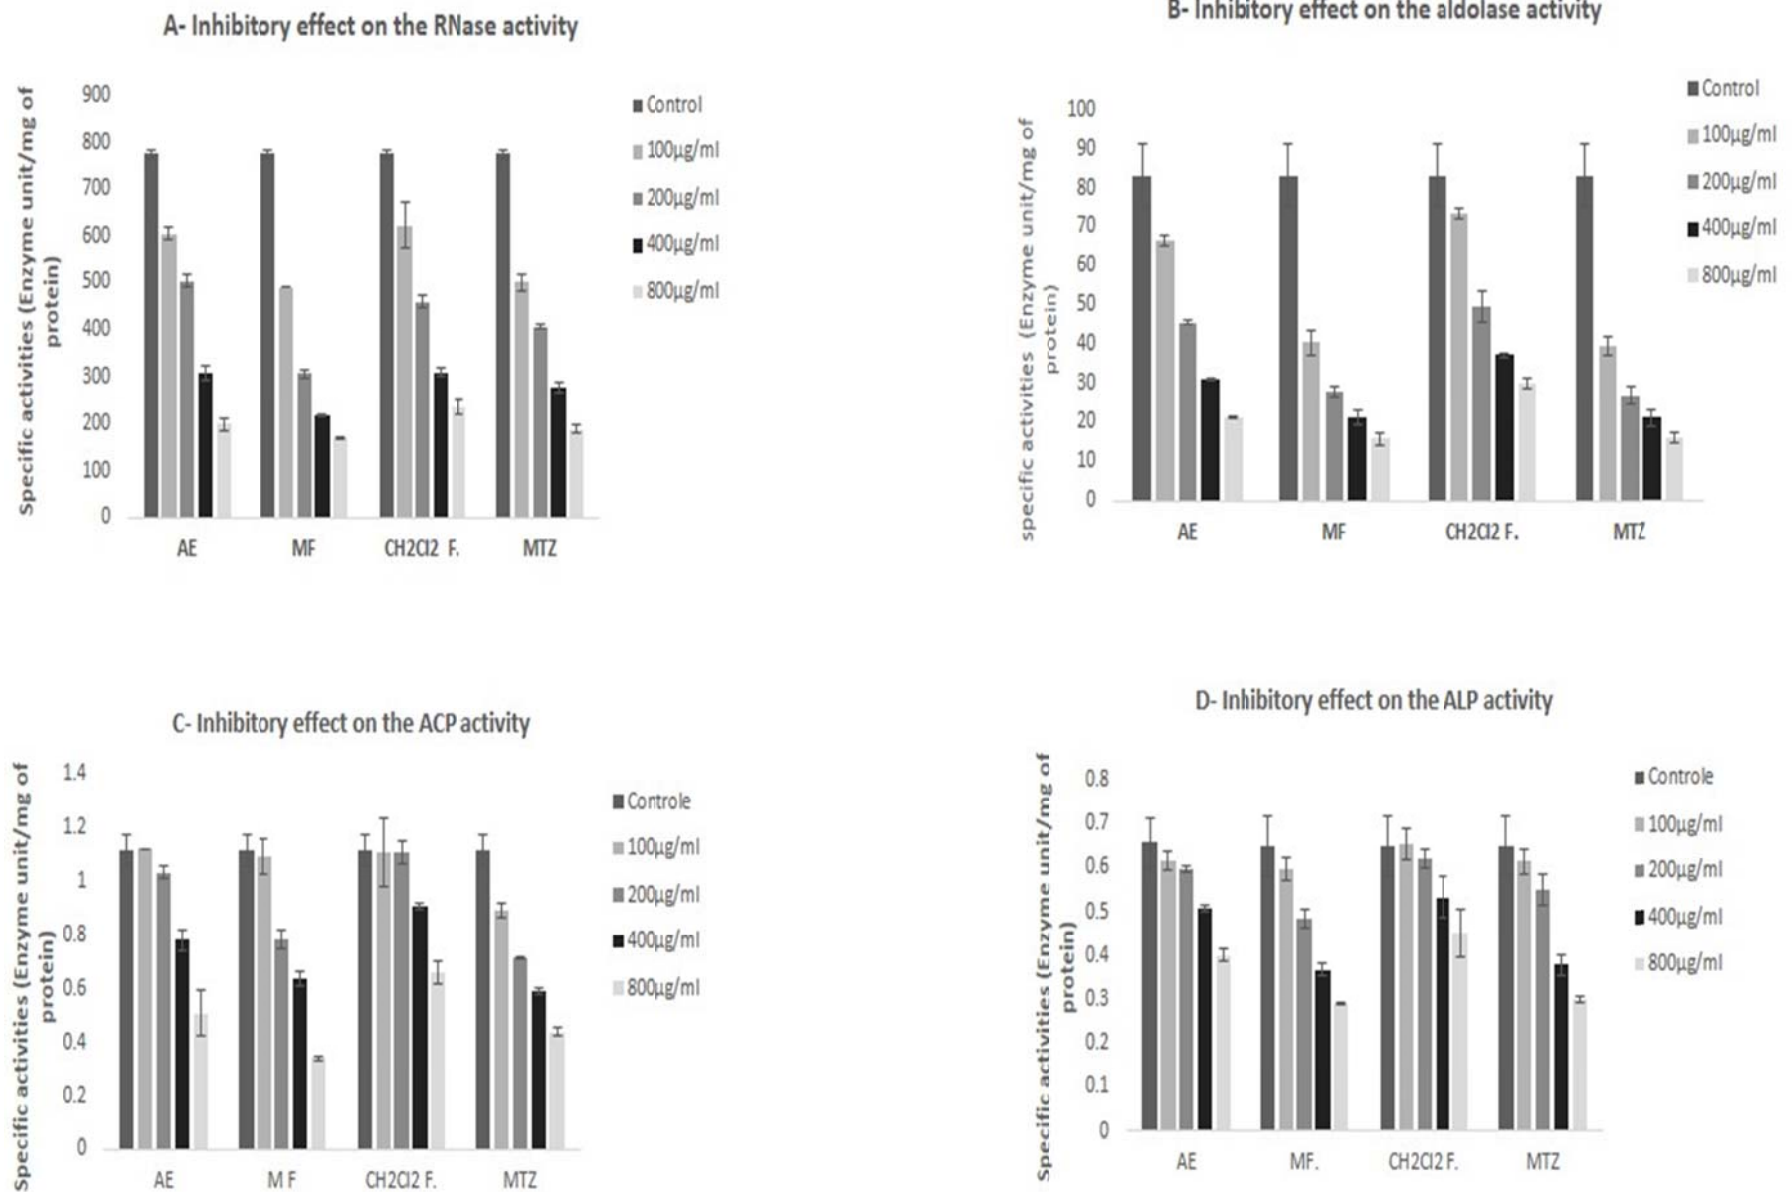 A- Inhibitory effect on the RNase activity
Specific activities (Enzyme unit/mg of
protein)
900
800
700
600
500
400
300
200
100
0
AE
MF
CH2Cl2 F.
MTZ
Control
100µg/ml
200µg/ml
400µg/ml
800µg/ml
B- Inhibitory effect on the aldolase activity
specific activities (Enzyme unit/mg of
protein)
100
90
80
70
60
50
40
30
20
10
0
AE
MF
CH2Cl2 F.
MTZ
Control
100µg/ml
200µg/ml
400µg/ml
800µg/ml
C- Inhibitory effect on the ACP activity
Specific activities (Enzyme unit/mg of
protein)
1.4
1.2
1
0.8
0.6
0.4
0.2
0
AE
M F
CH2Cl2 F.
MTZ
Controle
100µg/ml
200µg/ml
400µg/ml
800µg/ml
D- Inhibitory effect on the ALP activity
Specific activities (Enzyme unit/mg of
protein)
0.8
0.7
0.6
0.5
0.4
0.3
0.2
0.1
0
AE
MF.
CH2Cl2 F.
MTZ
Controle
100µg/ml
200µg/ml
400µg/ml
800µg/ml